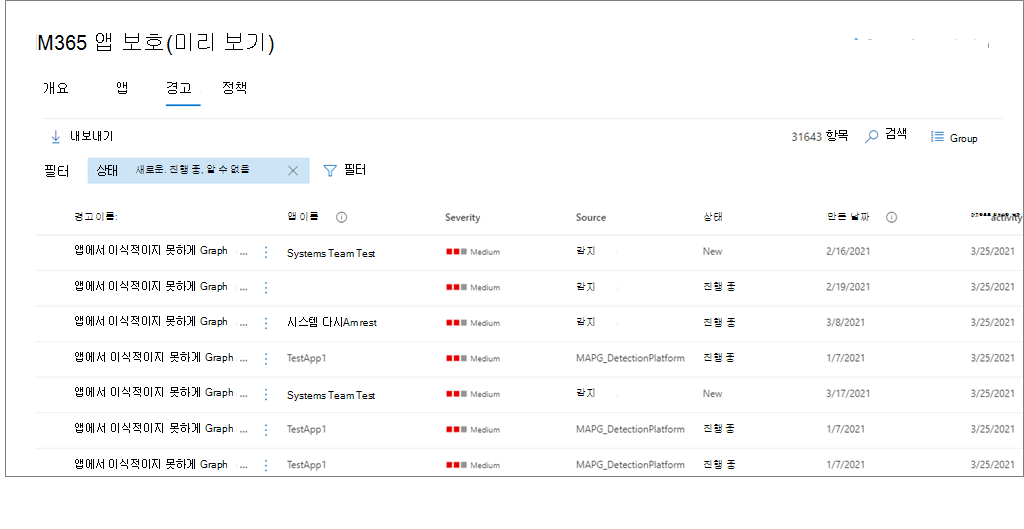 M365 앱 보호(미리 보기)
개요 앱 경고 정책
내보내기 31643 항목 검색 Group
필터 상태 새로운. 진행 중, 알 수 없음 필터
경고 이름: 앱 이름 Severity Source 상태 만든 날짜 activity
앱에서 이식적이지 못하게 Graph ... Systems Team Test Medium 감지 New 2/16/2021 3/25/2021
앱에서 이식적이지 못하게 Graph ... Medium 감지 진행 중 2/19/2021 3/25/2021
앱에서 이식적이지 못하게 Graph ... 시스템 다시Amrest Medium 감지 진행 중 3/8/2021 3/25/2021
앱에서 이식적이지 못하게 Graph ... TestApp1 Medium MAPG_DetectionPlatform 진행 중 1/7/2021 3/25/2021
앱에서 이식적이지 못하게 Graph ... Systems Team Test Medium 감지 New 3/17/2021 3/25/2021
앱에서 이식적이지 못하게 Graph ... TestApp1 Medium MAPG_DetectionPlatform 진행 중 1/7/2021 3/25/2021
앱에서 이식적이지 못하게 Graph ... TestApp1 Medium MAPG_DetectionPlatform 진행 중 1/7/2021 3/25/2021